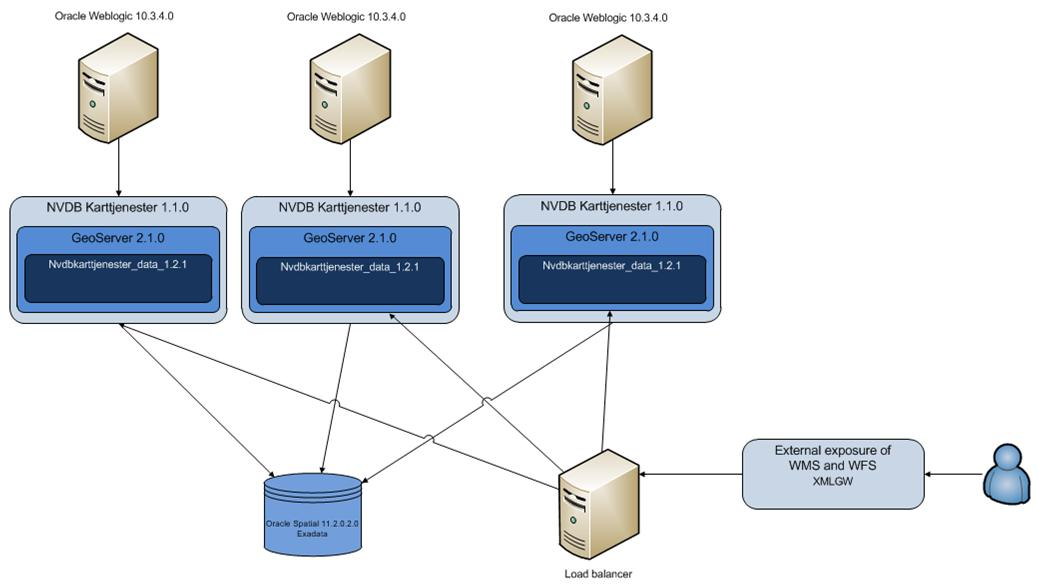 Oracle Weblogic 10.3.4.0
Oracle Weblogic 10.3.4.0
Oracle Weblogic 10.3.4.0
NVDB Karttjenester 1.1.0
GeoServer 2.1.0
Nvdbkarttjenester_data_1.2.1
NVDB Karttjenester 1.1.0
GeoServer 2.1.0
Nvdbkarttjenester_data_1.2.1
NVDB Karttjenester 1.1.0
GeoServer 2.1.0
Nvdbkarttjenester_data_1.2.1
Oracle Spatial 11.2.0.2.0
Exadata
Load balancer
External exposure of
WMS and WFS
XMLGW